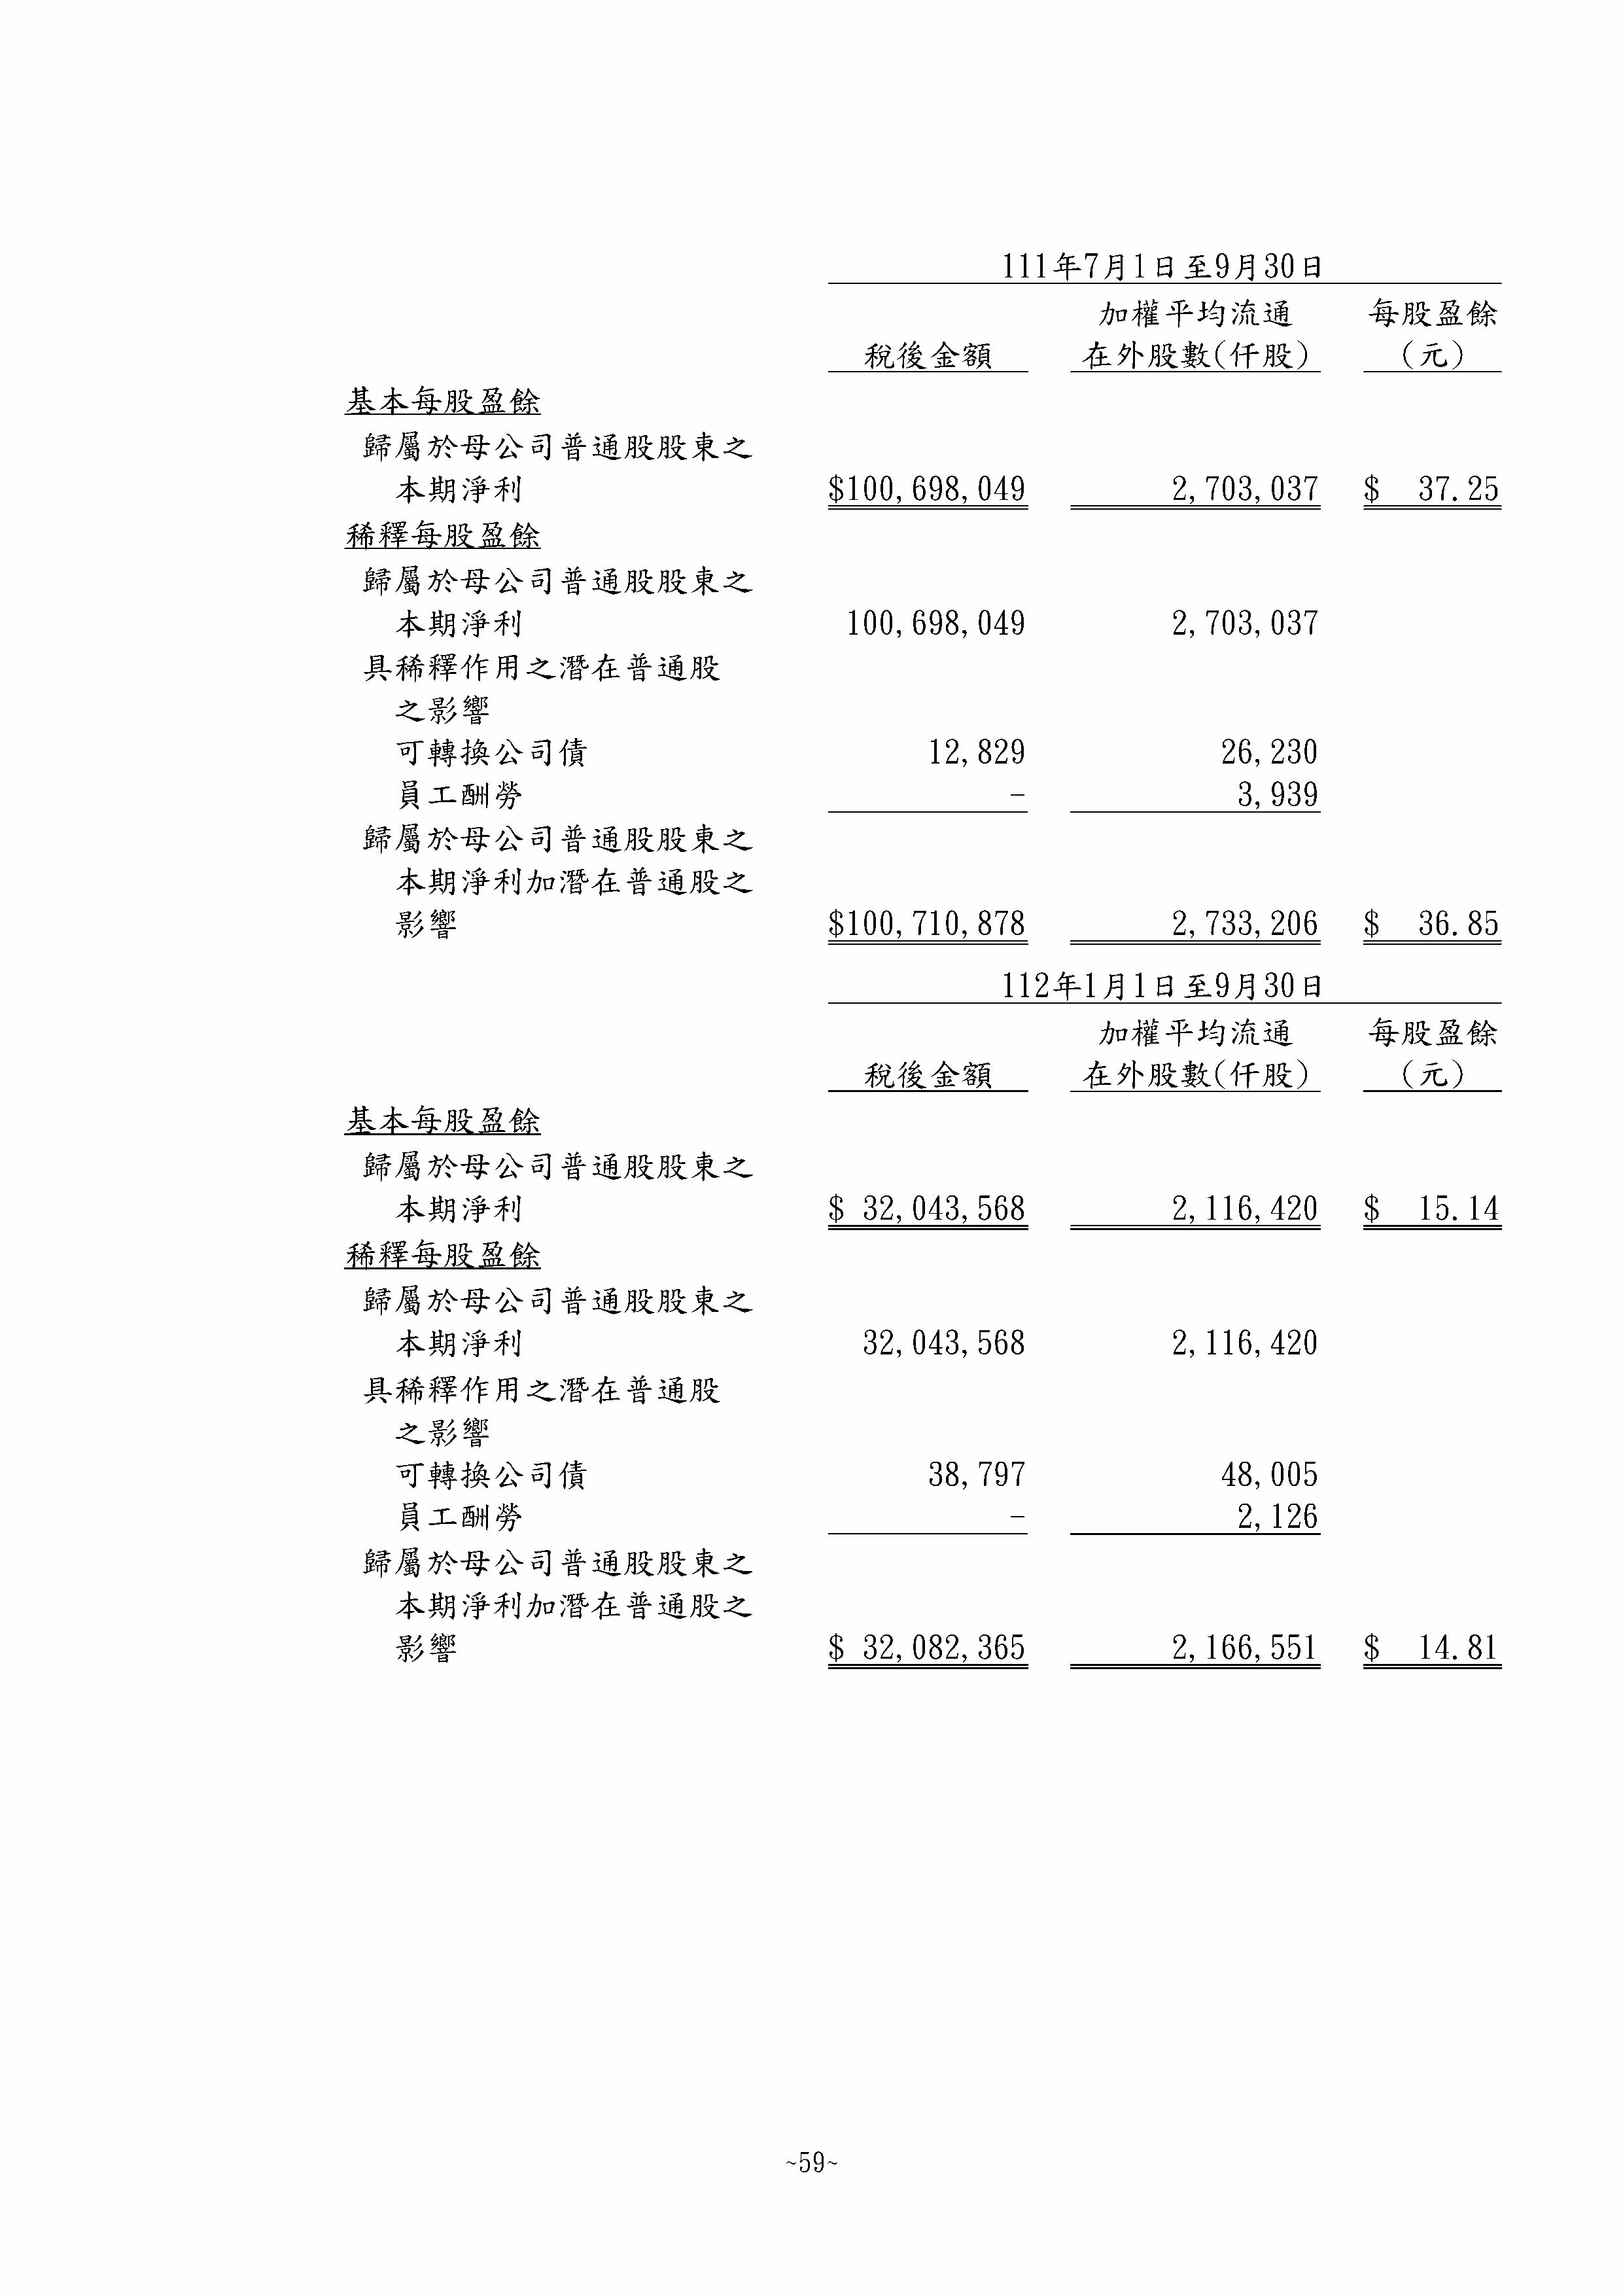 111年7月1日至9月30日
加權平均流通 每股盈餘
稅後金額 在外股數(仟股) (元)
基本每股盈餘
歸屬於母公司普通股股東之
本期淨利 $100,698,049 2,703,037 $ 37.25
稀釋每股盈餘
歸屬於母公司普通股股東之
本期淨利 100,698,049 2,703,037
具稀釋作用之潛在普通股
之影響
可轉換公司債 12,829 26,230
員工酬勞 - 3,939
歸屬於母公司普通股股東之
本期淨利加潛在普通股之
影響 $100,710,878 2,733,206 $ 36.85
112年1月1日至9月30日
加權平均流通 每股盈餘
稅後金額 在外股數(仟股) (元)
基本每股盈餘
歸屬於母公司普通股股東之
本期淨利 $ 32,043,568 2,116,420 $ 15.14
稀釋每股盈餘
歸屬於母公司普通股股東之
本期淨利 32,043,568 2,116,420
具稀釋作用之潛在普通股
之影響
可轉換公司債 38,797 48,005
員工酬勞 - 2,126
歸屬於母公司普通股股東之
本期淨利加潛在普通股之
影響 $ 32,082,365 2,166,551 $ 14.81
~59~